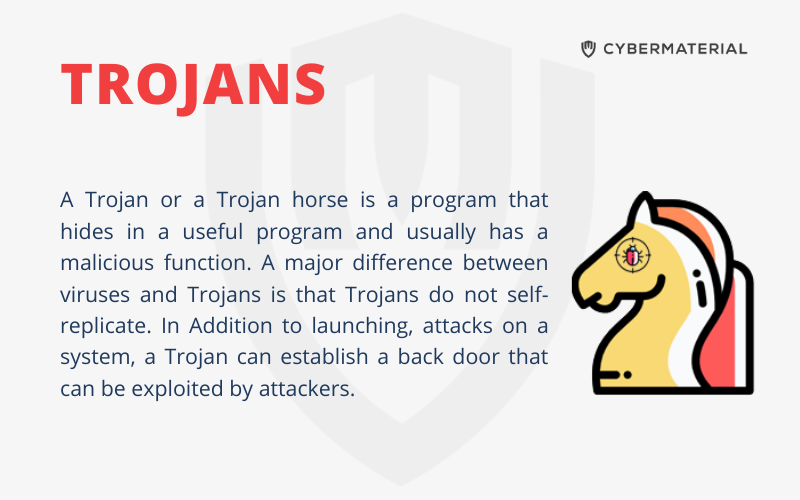 CYBERMATERIAL
TROJANS
A Trojan or a Trojan horse is a program that
hides in a useful program and usually has a
malicious function. A major difference between
viruses and Trojans is that Trojans do not self-
replicate. In Addition to launching, attacks on a
system, a Trojan can establish a back door that
can be exploited by attackers.